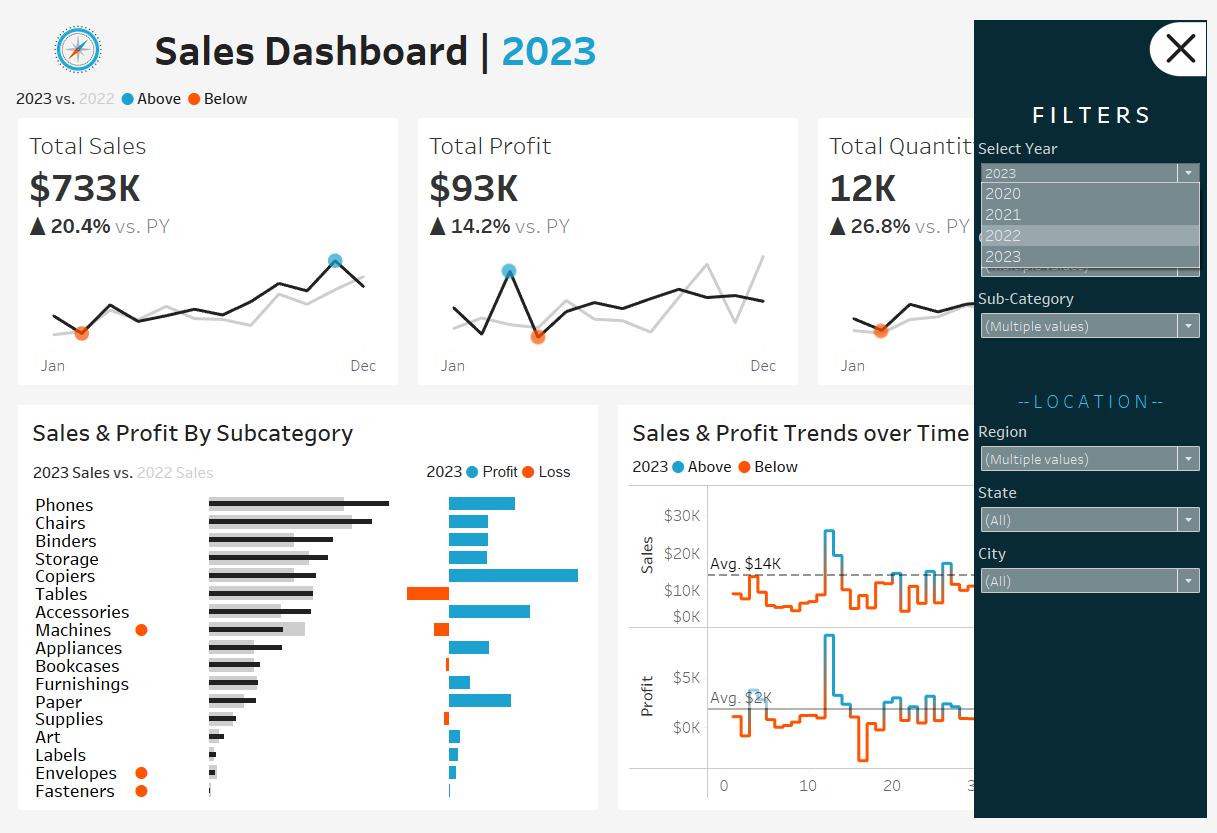 Sales Dashboard | 2023
2023 vs. 2022 Above Below
Total Sales
$733K
▲ 20.4% vs. PY
Jan Dec
Total Profit
$93K
▲ 14.2% vs. PY
Jan Dec
Total Quantit
12K
▲ 26.8% vs. PY
Jan
Sales & Profit By Subcategory
2023 Sales vs. 2022 Sales
2023 Profit Loss
Phones
Chairs
Binders
Storage
Copiers
Tables
Accessories
Machines
Appliances
Bookcases
Furnishings
Paper
Supplies
Art
Labels
Envelopes
Fasteners
Sales & Profit Trends over Time
2023 Above Below
Sales
$30K
$20K
$10K
$0K
Avg. $14K
Profit
$5K
$0K
Avg. $2K
0 10 20
FILTERS
Select Year
2023
2020
2021
2022
2023
(Multiple values)
Sub-Category
(Multiple values)
--LOCATION--
Region
(Multiple values)
State
(All)
City
(All)